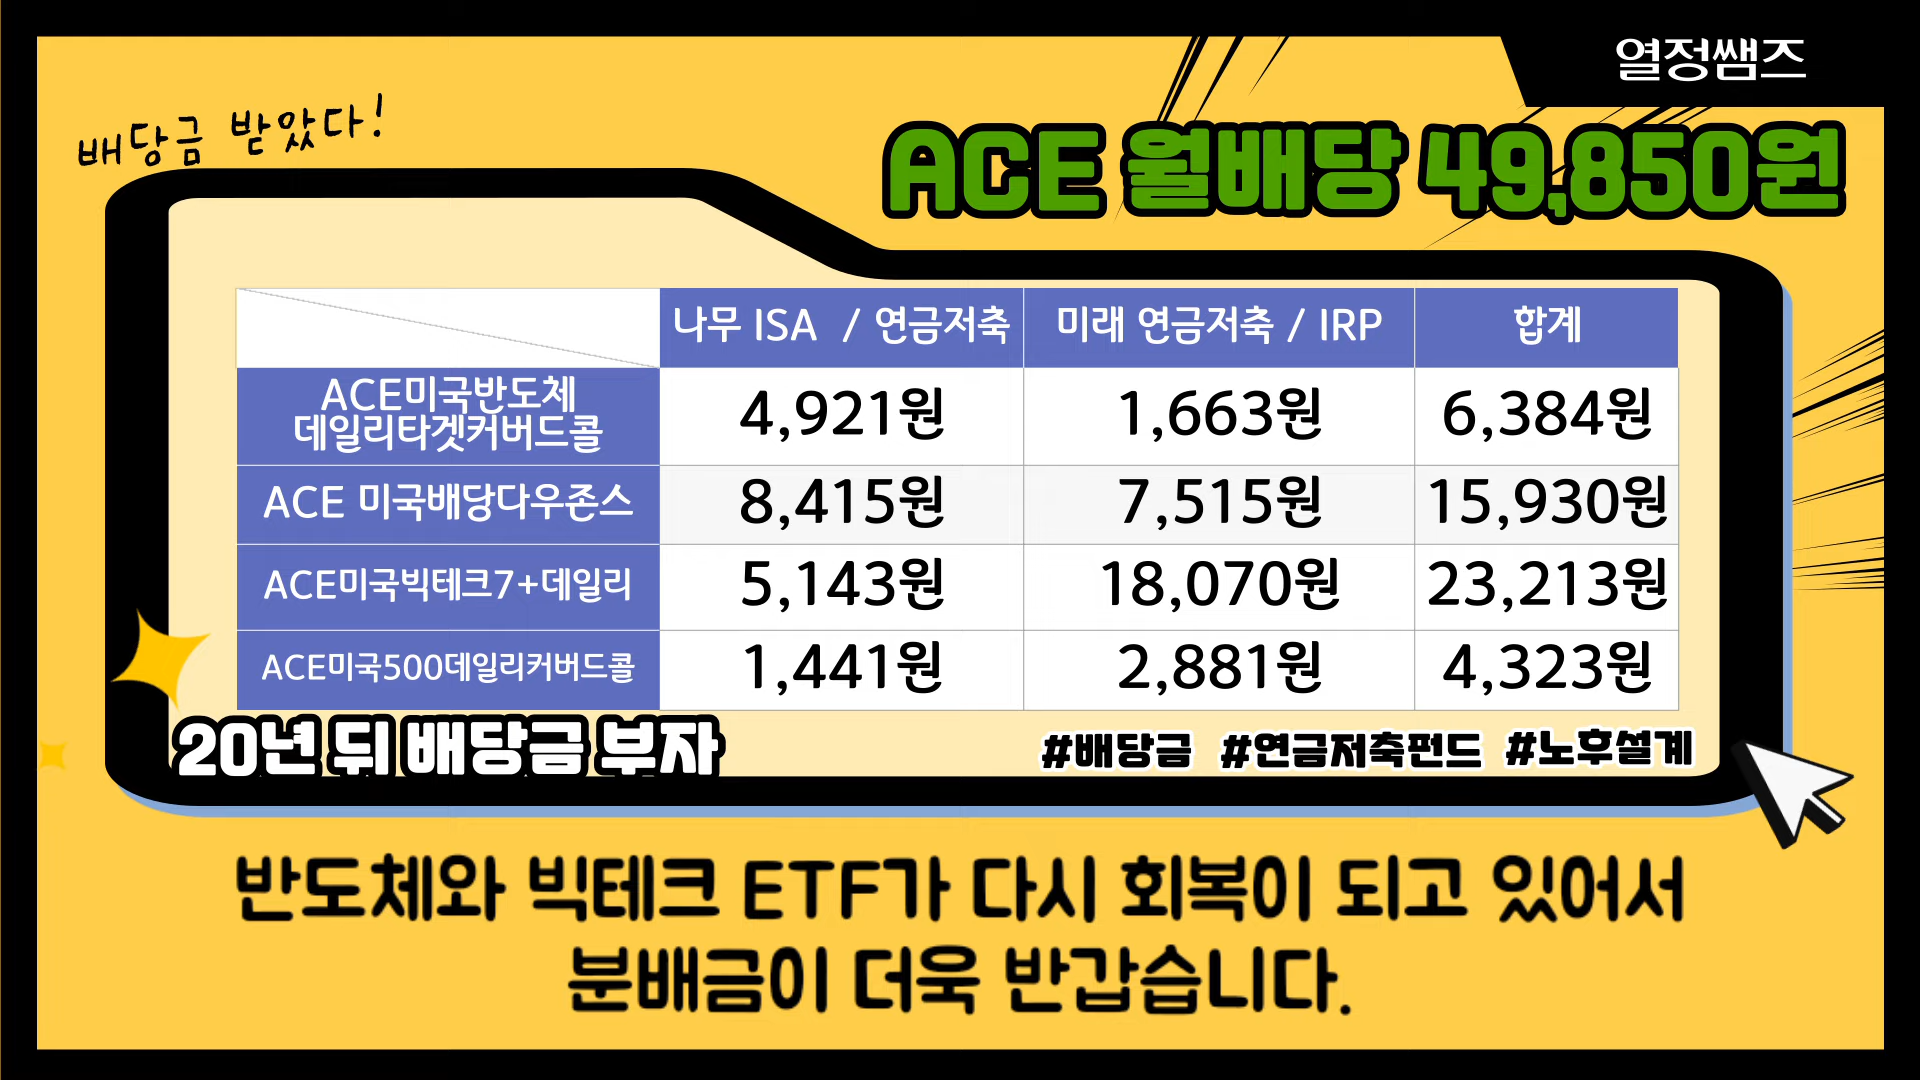 열정쌤즈
배당금 받았다!
ACE 월배당 49,850원
나무 ISA / 연금저축 미래 연금저축 / IRP 합계
ACE미국반도체
데일리타겟커버드콜 4,921원 1,663원 6,384원
ACE 미국배당다우존스 8,415원 7,515원 15,930원
ACE미국빅테크7+데일리 5,143원 18,070원 23,213원
ACE미국500데일리커버드콜 1,441원 2,881원 4,323원
20년 뒤 배당금 부자 #배당금 #연금저축펀드 #노후설계
반도체와 빅테크 ETF가 다시 회복이 되고 있어서
분배금이 더욱 반갑습니다.